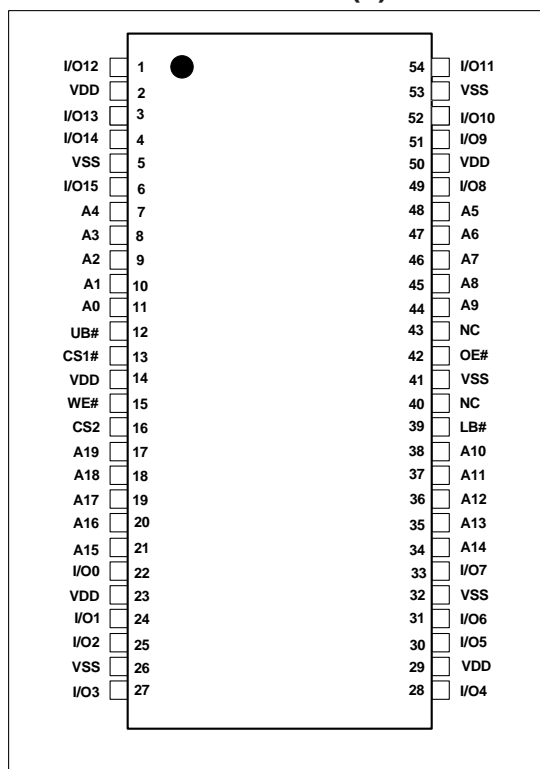 I/O12 1 54 I/O11
VDD 2 53 VSS
I/O13 3 52 I/O10
I/O14 4 51 I/O9
VSS 5 50 VDD
I/O15 6 49 I/O8
A4 7 48 A5
A3 8 47 A6
A2 9 46 A7
A1 10 45 A8
A0 11 44 A9
UB# 12 43 NC
CS1# 13 42 OE#
VDD 14 41 VSS
WE# 15 40 NC
CS2 16 39 LB#
A19 17 38 A10
A18 18 37 A11
A17 19 36 A12
A16 20 35 A13
A15 21 34 A14
I/O0 22 33 I/O7
VDD 23 32 VSS
I/O1 24 31 I/O6
I/O2 25 30 I/O5
VSS 26 29 VDD
I/O3 27 28 I/O4